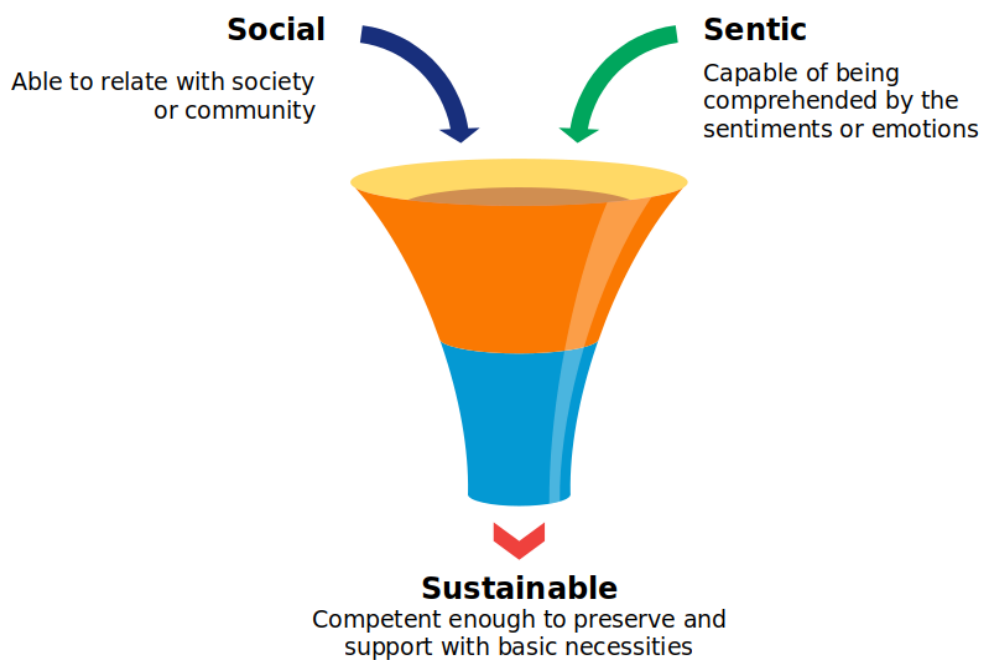 Social
Able to relate with society
or community
Sentic
Capable of being
comprehended by the
sentiments or emotions
Sustainable
Competent enough to preserve and
support with basic necessities